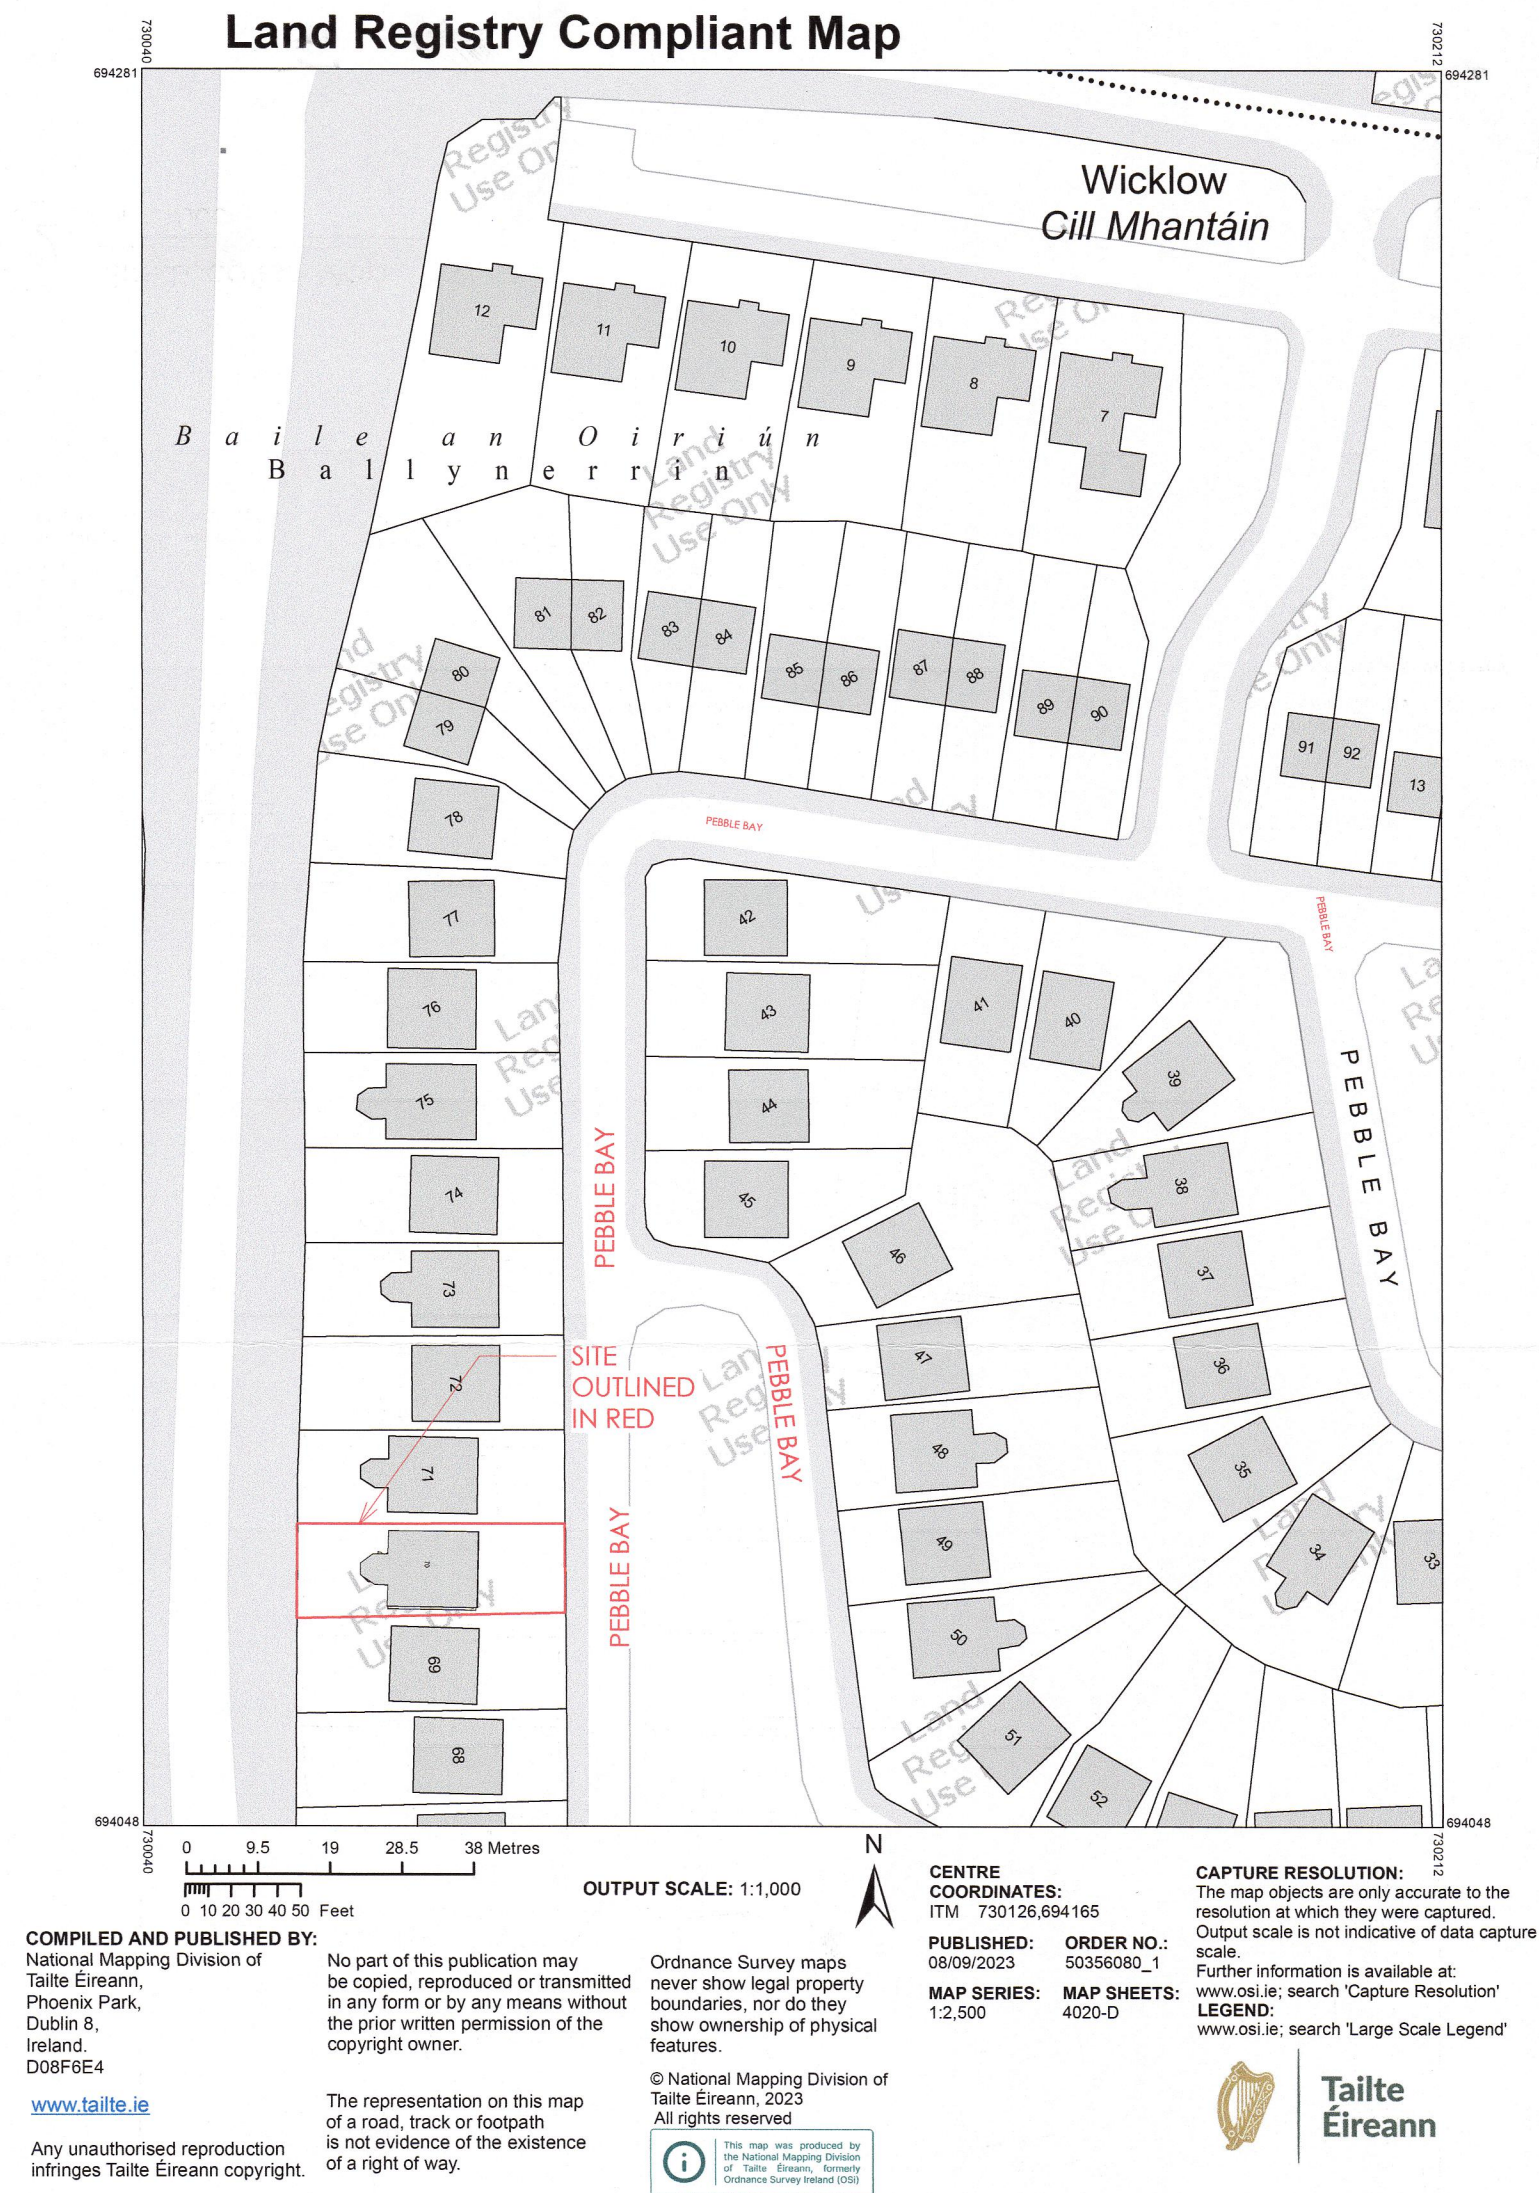 Land Registry Compliant Map
730040
730212
694281
694281
Wicklow
Cill Mhantáin
Registry
Use Only
12
11
10
9
8
7
Baile an Oiriún
Ballynerrin
Land
Registry
Use Only
81
82
83
84
80
79
85
86
87
88
89
90
91
92
13
78
PEBBLE BAY
77
42
PEBBLE BAY
76
43
41
40
75
44
39
PEBBLE BAY
74
45
38
PEBBLE BAY
73
46
37
SITE
OUTLINED
IN RED
72
47
36
PEBBLE BAY
71
48
35
70
49
34
33
PEBBLE BAY
69
50
68
51
52
694048
694048
730040
730212
0 9.5 19 28.5 38 Metres
0 10 20 30 40 50 Feet
OUTPUT SCALE: 1:1,000
N
CENTRE
COORDINATES:
ITM 730126,694165
PUBLISHED:
08/09/2023
ORDER NO.:
50356080_1
MAP SERIES:
1:2,500
MAP SHEETS:
4020-D
CAPTURE RESOLUTION:
The map objects are only accurate to the
resolution at which they were captured.
Output scale is not indicative of data capture
scale.
Further information is available at:
www.osi.ie; search 'Capture Resolution'
LEGEND:
www.osi.ie; search 'Large Scale Legend'
COMPILED AND PUBLISHED BY:
National Mapping Division of
Tailte Éireann,
Phoenix Park,
Dublin 8,
Ireland.
D08F6E4
www.tailte.ie
Any unauthorised reproduction
infringes Tailte Éireann copyright.
No part of this publication may
be copied, reproduced or transmitted
in any form or by any means without
the prior written permission of the
copyright owner.
The representation on this map
of a road, track or footpath
is not evidence of the existence
of a right of way.
Ordnance Survey maps
never show legal property
boundaries, nor do they
show ownership of physical
features.
© National Mapping Division of
Tailte Éireann, 2023
All rights reserved
This map was produced by
the National Mapping Division
of Tailte Éireann, formerly
Ordnance Survey Ireland (OSi)
Tailte
Éireann